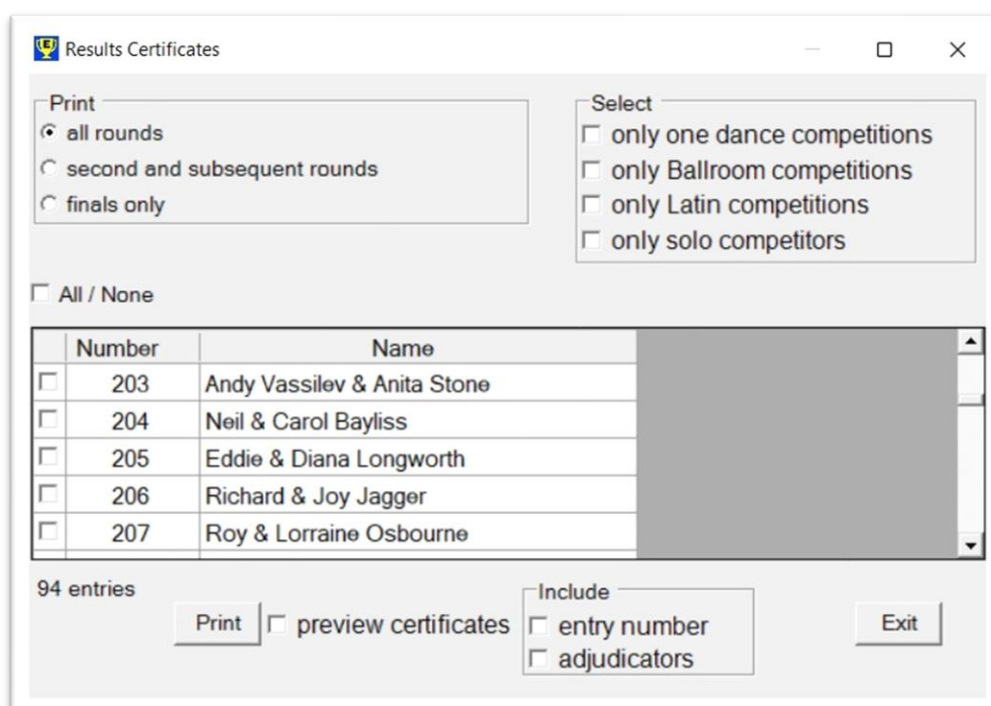 Results Certificates
Print
all rounds
second and subsequent rounds
finals only
Select
only one dance competitions
only Ballroom competitions
only Latin competitions
only solo competitors
All / None
Number Name
203 Andy Vassilev & Anita Stone
204 Neil & Carol Bayliss
205 Eddie & Diana Longworth
206 Richard & Joy Jagger
207 Roy & Lorraine Osbourne
94 entries
Print
preview certificates
Include
entry number
adjudicators
Exit